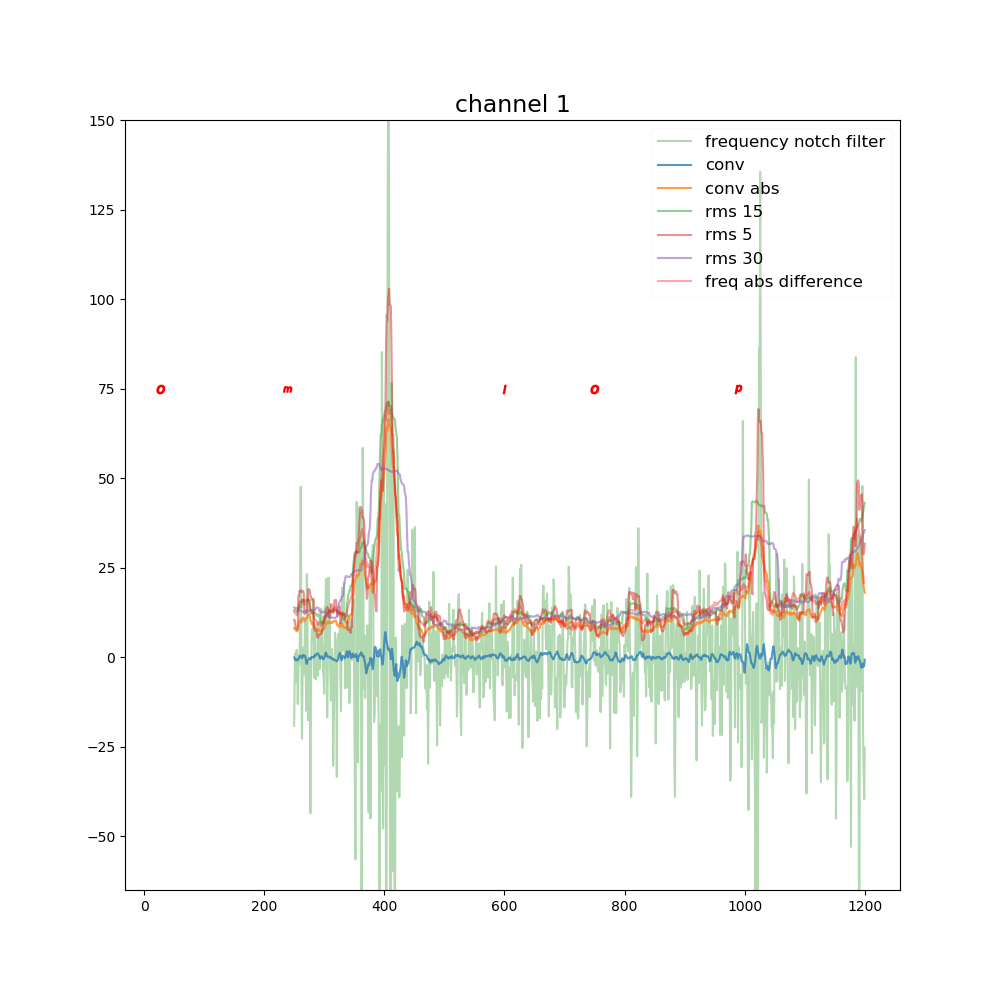 channel 1
150
125
100
75
50
25
0
−25
−50
frequency notch filter
conv
conv abs
rms 15
rms 5
rms 30
freq abs difference
o m l o p
0 200 400 600 800 1000 1200